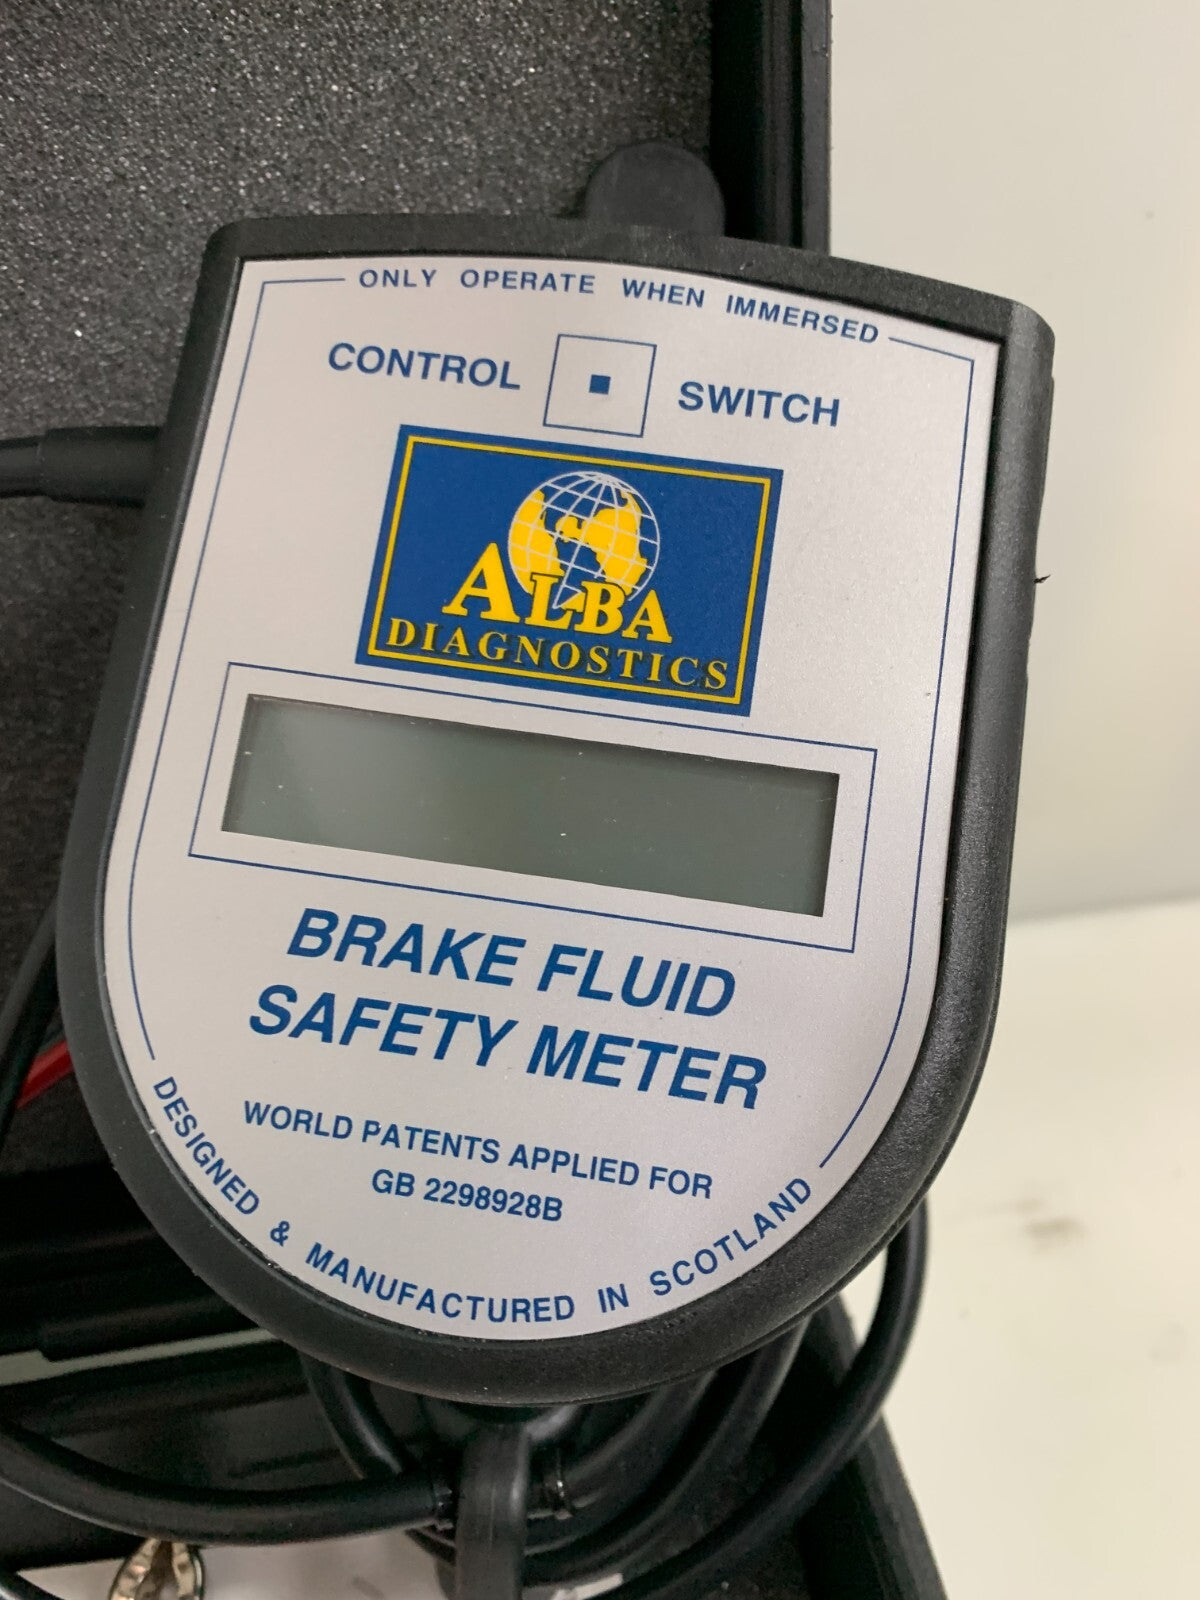 ONLY OPERATE WHEN IMMERSED
CONTROL SWITCH
ALBA
DIAGNOSTICS
BRAKE FLUID
SAFETY METER
WORLD PATENTS APPLIED FOR
GB 2298928B
DESIGNED & MANUFACTURED IN SCOTLAND